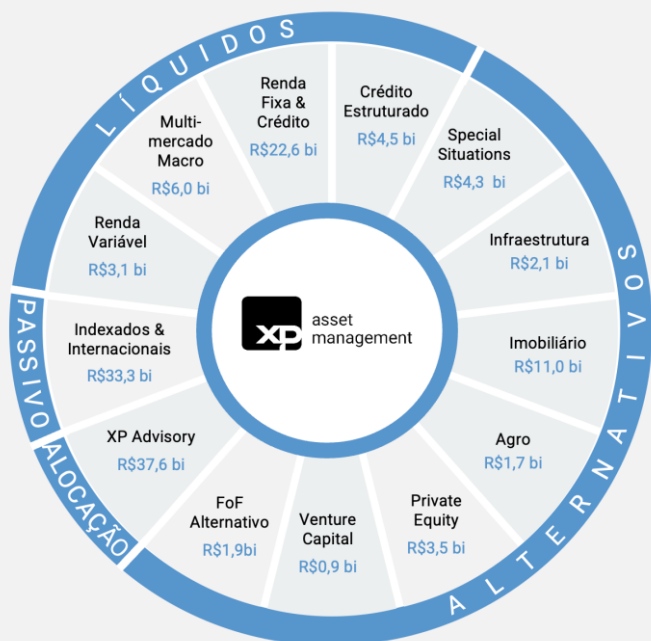 LÍQUIDOS
Renda
Variável
R$3,1 bi
Multi-
mercado
Macro
R$6,0 bi
Renda
Fixa &
Crédito
R$22,6 bi
Crédito
Estruturado
R$4,5 bi
ALTERNATIVOS
Special
Situations
R$4,3 bi
Infraestrutura
R$2,1 bi
Imobiliário
R$11,0 bi
Agro
R$1,7 bi
Private
Equity
R$3,5 bi
Venture
Capital
R$0,9 bi
FoF
Alternativo
R$1,9bi
ALOCAÇÃO
XP Advisory
R$37,6 bi
PASSIVO
Indexados &
Internacionais
R$33,3 bi
xp
asset
management